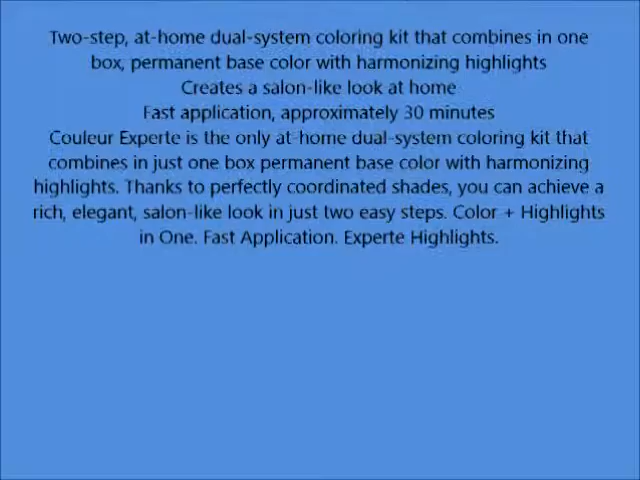 Two-step, at-home dual-system coloring kit that combines in one
box, permanent base color with harmonizing highlights
Creates a salon-like look at home
Fast application, approximately 30 minutes
Couleur Experte is the only at-home dual-system coloring kit that
combines in just one box permanent base color with harmonizing
highlights. Thanks to perfectly coordinated shades, you can achieve a
rich, elegant, salon-like look in just two easy steps. Color + Highlights
in One. Fast Application. Experte Highlights.